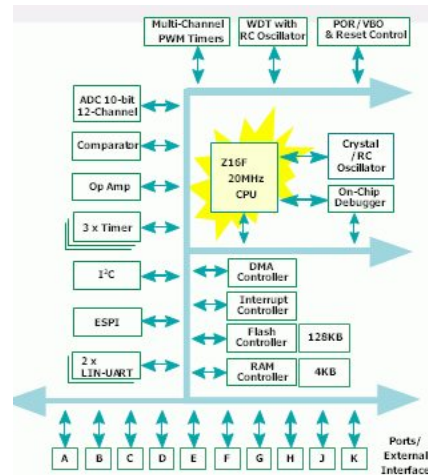 Multi-Channel
PWM Timers
WDT with
RC Oscillator
POR/VBO
& Reset Control
ADC 10-bit
12-Channel
Comparator
Op Amp
3 x Timer
I²C
ESPI
2 x
LIN-UART
Z16F
20MHz
CPU
Crystal
/RC
Oscillator
On-Chip
Debugger
DMA
Controller
Interrupt
Controller
Flash
Controller
128KB
RAM
Controller
4KB
A B C D E F G H J K
Ports/
External
Interface